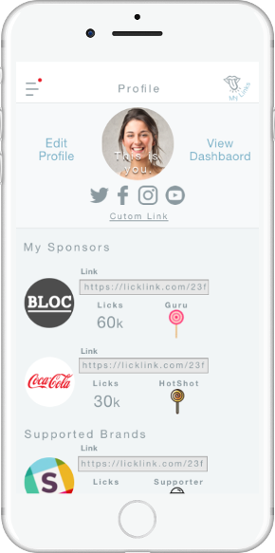 Profile
My Links
Edit
Profile
This is
you.
View
Dashbaord
Cutom Link
My Sponsors
Link
https://licklink.com/23f
BLOC
Licks
Guru
60k
Link
https://licklink.com/23f
Coca-Cola
Licks
HotShot
30k
Supported Brands
Link
https://licklink.com/23f
S
Licks
Supporter